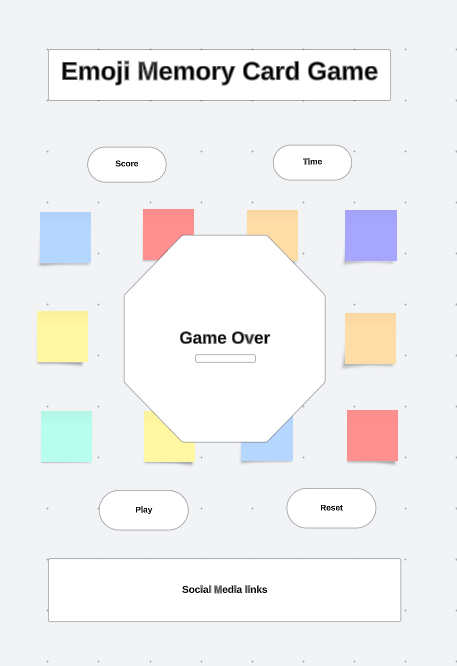 Emoji Memory Card Game
Score
Time
Game Over
Play
Reset
Social Media links